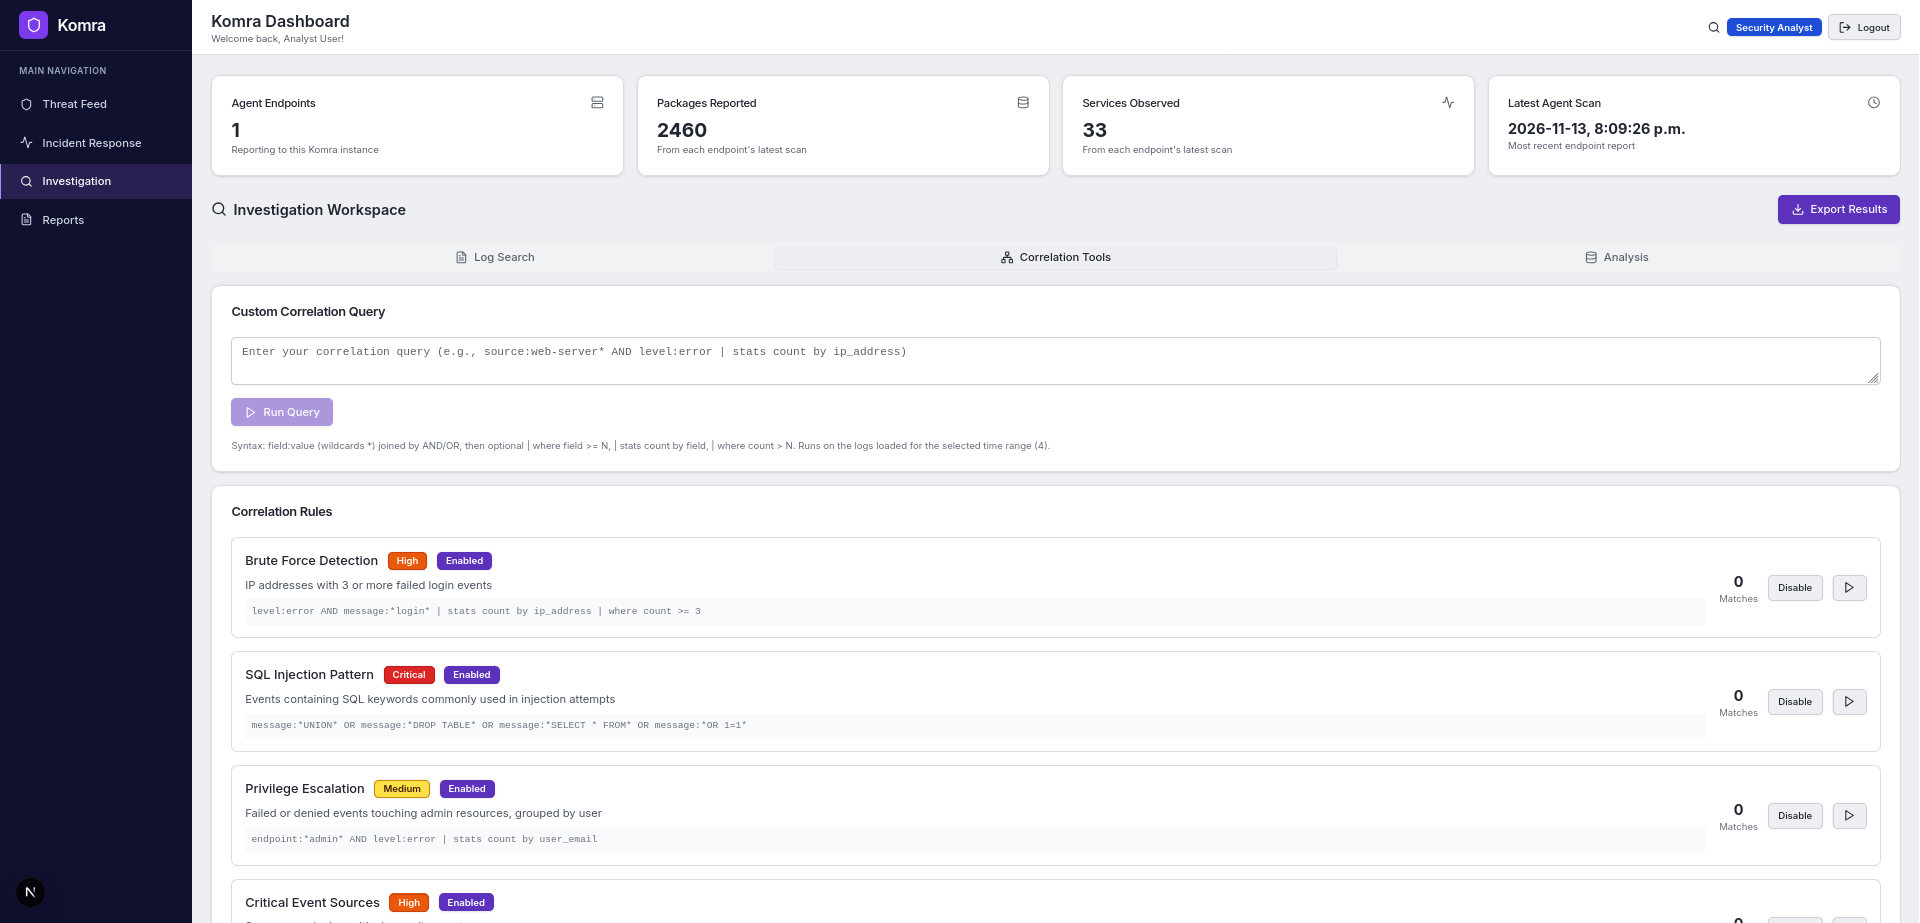 Komra
MAIN NAVIGATION
Threat Feed
Incident Response
Investigation
Reports
N
Komra Dashboard
Welcome back, Analyst User!
Security Analyst
Logout
Agent Endpoints
1
Reporting to this Komra instance
Packages Reported
2460
From each endpoint's latest scan
Services Observed
33
From each endpoint's latest scan
Latest Agent Scan
2026-11-13, 8:09:26 p.m.
Most recent endpoint report
Investigation Workspace
Export Results
Log Search
Correlation Tools
Analysis
Custom Correlation Query
Enter your correlation query (e.g., source:web-server* AND level:error | stats count by ip_address)
Run Query
Syntax: field:value (wildcards *) joined by AND/OR, then optional | where field >= N, | stats count by field, | where count > N. Runs on the logs loaded for the selected time range (4).
Correlation Rules
Brute Force Detection High Enabled
IP addresses with 3 or more failed login events
level:error AND message:*login* | stats count by ip_address | where count >= 3
0
Matches
Disable
SQL Injection Pattern Critical Enabled
Events containing SQL keywords commonly used in injection attempts
message:*UNION* OR message:*DROP TABLE* OR message:*SELECT * FROM* OR message:*OR 1=1*
0
Matches
Disable
Privilege Escalation Medium Enabled
Failed or denied events touching admin resources, grouped by user
endpoint:*admin* AND level:error | stats count by user_email
0
Matches
Disable
Critical Event Sources High Enabled